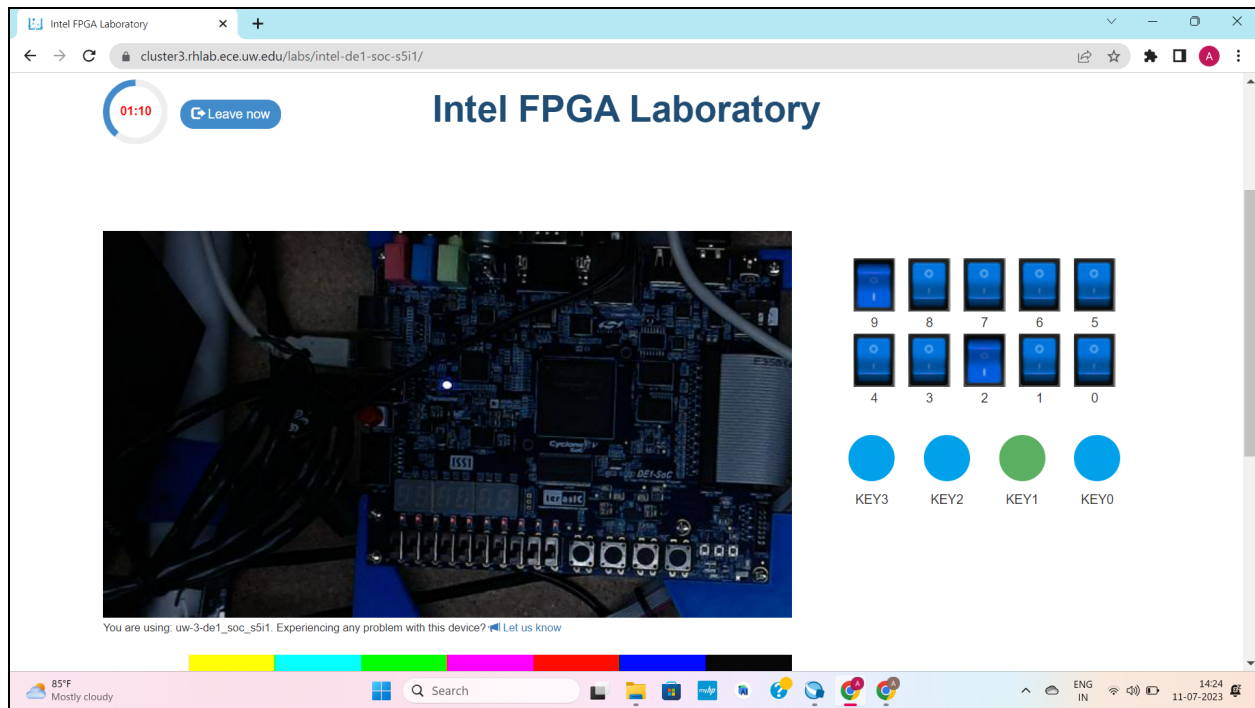 Intel FPGA Laboratory
cluster3.rhlab.ece.uw.edu/labs/intel-de1-soc-s5i1/
A
01:10
Leave now
Intel FPGA Laboratory
9 8 7 6 5
4 3 2 1 0
Cyclone V
ISSI
DE1-SoC
terasIC
KEY3 KEY2 KEY1 KEY0
You are using: uw-3-de1_soc_s5i1. Experiencing any problem with this device? Let us know
85°F
Mostly cloudy
Search
ENG
IN
14:24
11-07-2023